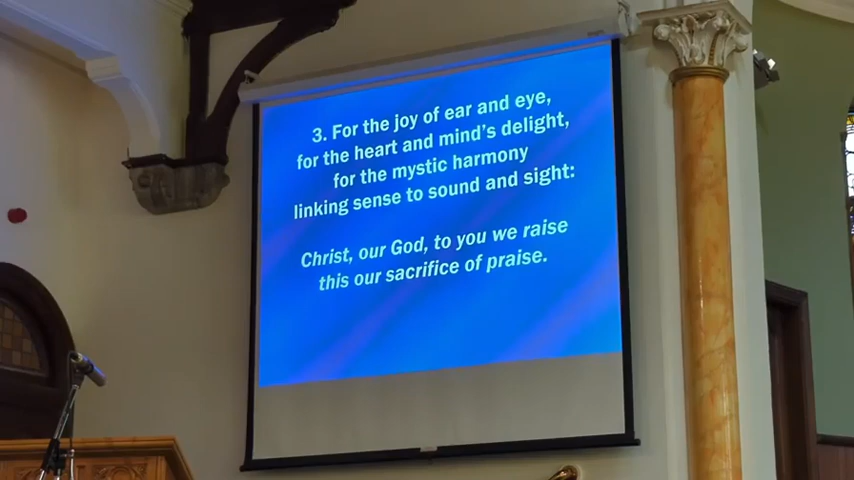 3. For the joy of ear and eye,
for the heart and mind's delight,
for the mystic harmony
linking sense to sound and sight:
Christ, our God, to you we raise
this our sacrifice of praise.